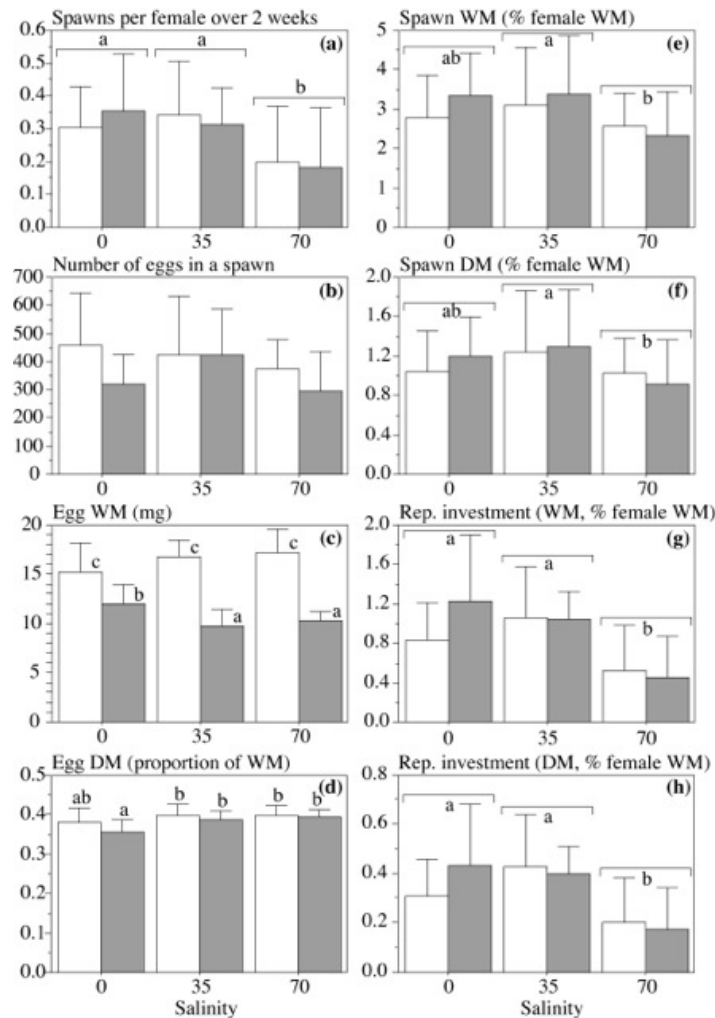 Spawns per female over 2 weeks
(a)
a
a
b
0.6
0.5
0.4
0.3
0.2
0.1
0.0
0
35
70
Number of eggs in a spawn
(b)
700
600
500
400
300
200
100
0
0
35
70
Egg WM (mg)
(c)
c
b
c
a
c
a
20
15
10
5
0
0
35
70
Egg DM (proportion of WM)
(d)
ab
a
b
b
b
b
0.5
0.4
0.3
0.2
0.1
0.0
0
35
70
Salinity
Spawn WM (% female WM)
(e)
ab
a
b
5
4
3
2
1
0
0
35
70
Spawn DM (% female WM)
(f)
ab
a
b
2.0
1.6
1.2
0.8
0.4
0.0
0
35
70
Rep. investment (WM, % female WM)
(g)
a
a
b
2.0
1.6
1.2
0.8
0.4
0.0
0
35
70
Rep. investment (DM, % female WM)
(h)
a
a
b
0.8
0.6
0.4
0.2
0.0
0
35
70
Salinity